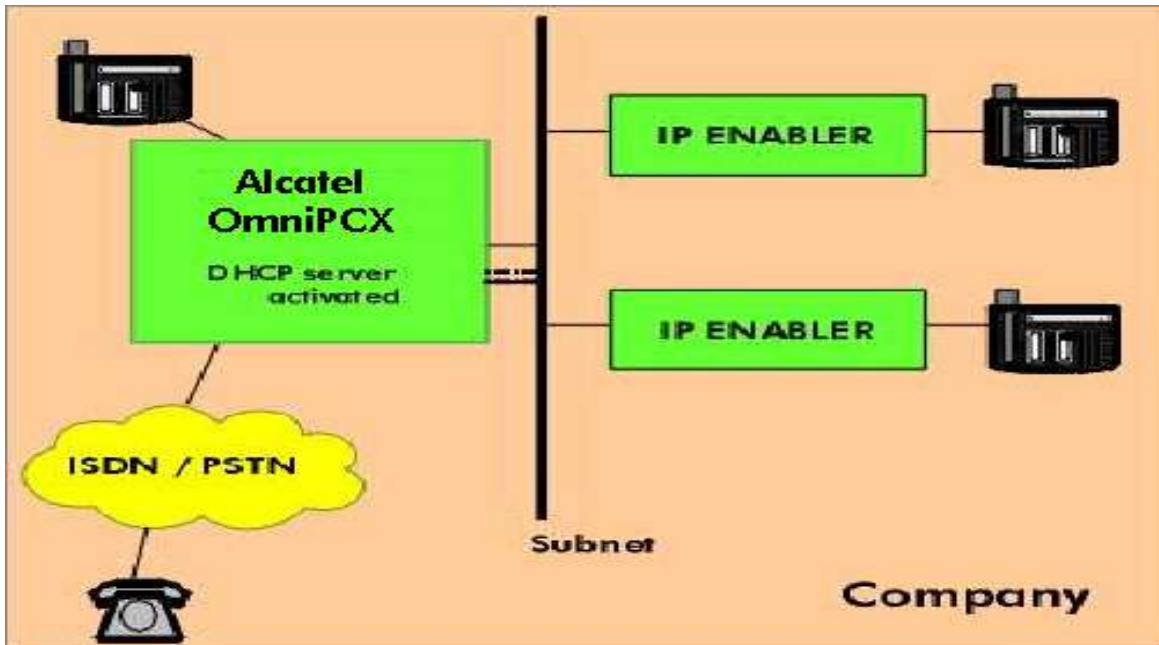 Alcatel
OmniPCX
DHCP server
activated
IP ENABLER
IP ENABLER
ISDN / PSTN
Subnet
Company